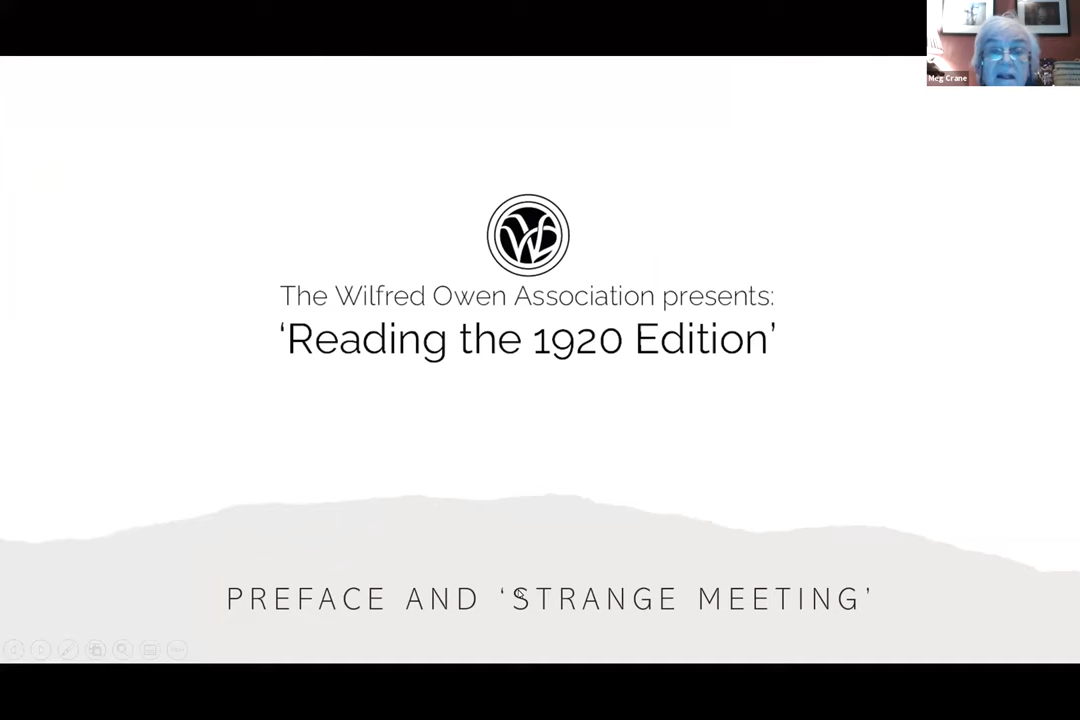 Meg Crane
The Wilfred Owen Association presents:
‘Reading the 1920 Edition’
PREFACE AND ‘STRANGE MEETING’